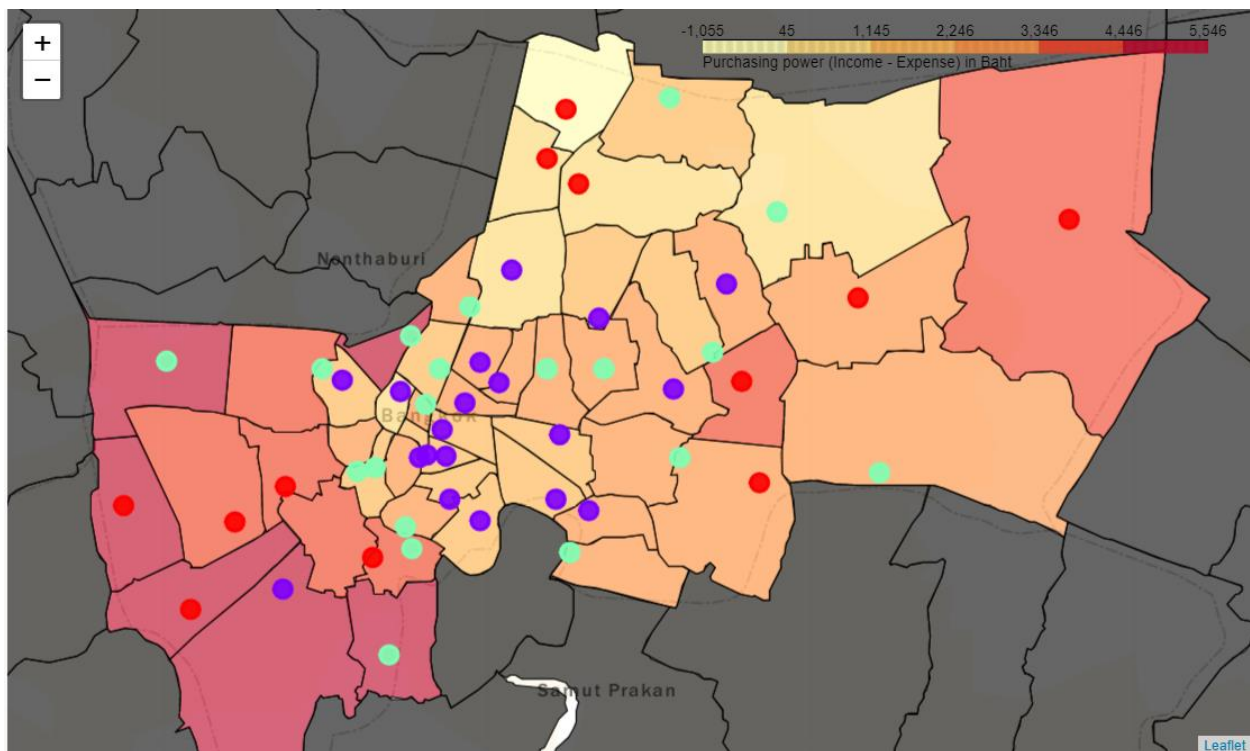 +
−
-1,055 45 1,145 2,246 3,346 4,446 5,546
Purchasing power (Income - Expense) in Baht
Nonthaburi
Bangkok
Samut Prakan
Leaflet